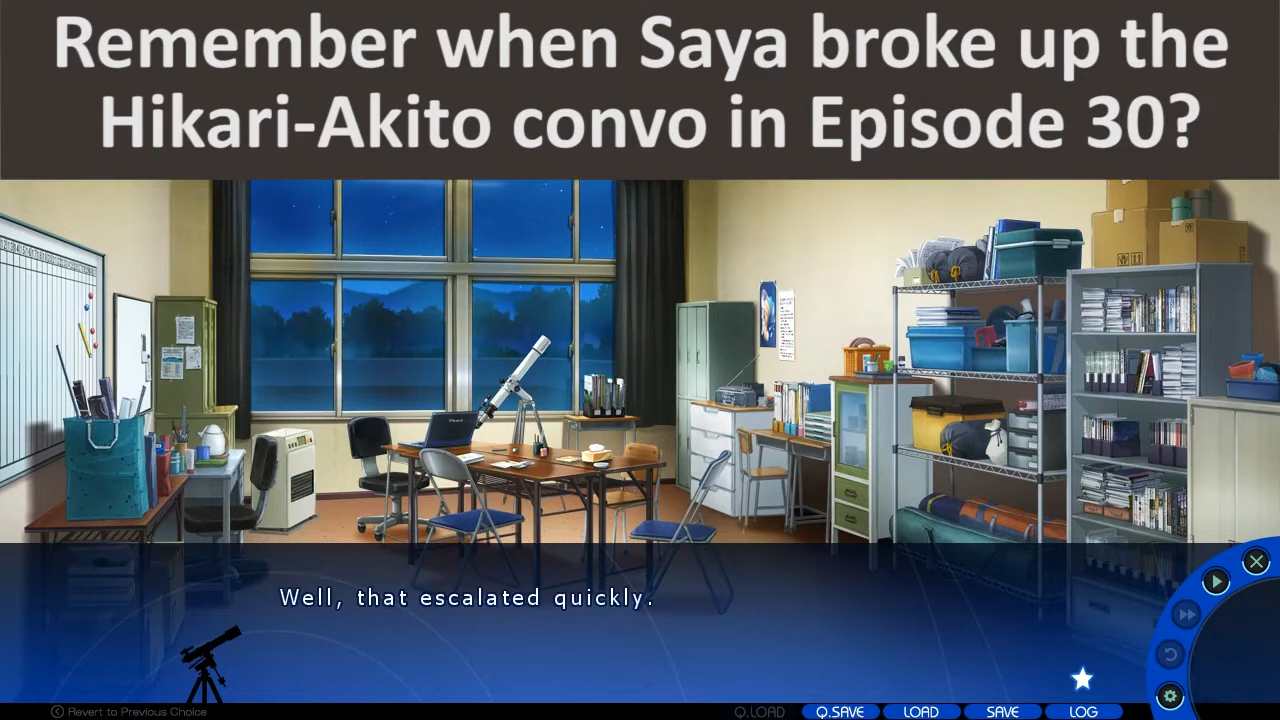 Remember when Saya broke up the
Hikari-Akito convo in Episode 30?
Well, that escalated quickly.
Revert to Previous Choice
Q.LOAD
Q.SAVE
LOAD
SAVE
LOG